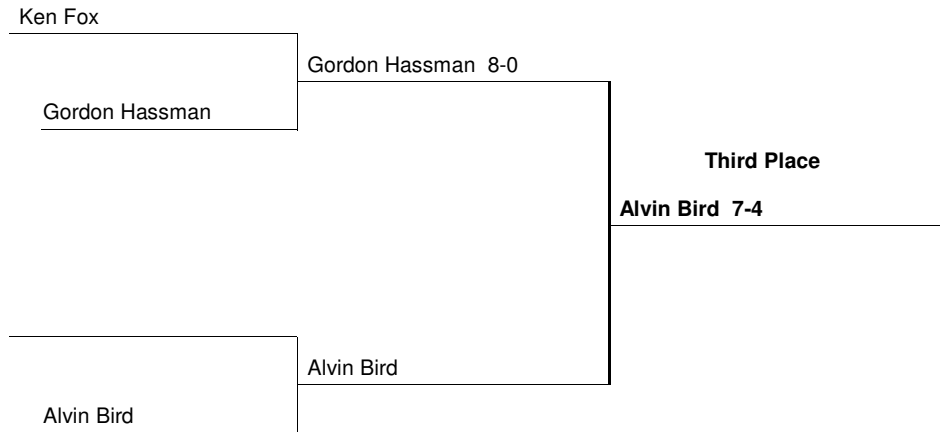 Ken Fox
Gordon Hassman 8-0
Gordon Hassman
Third Place
Alvin Bird 7-4
Alvin Bird
Alvin Bird